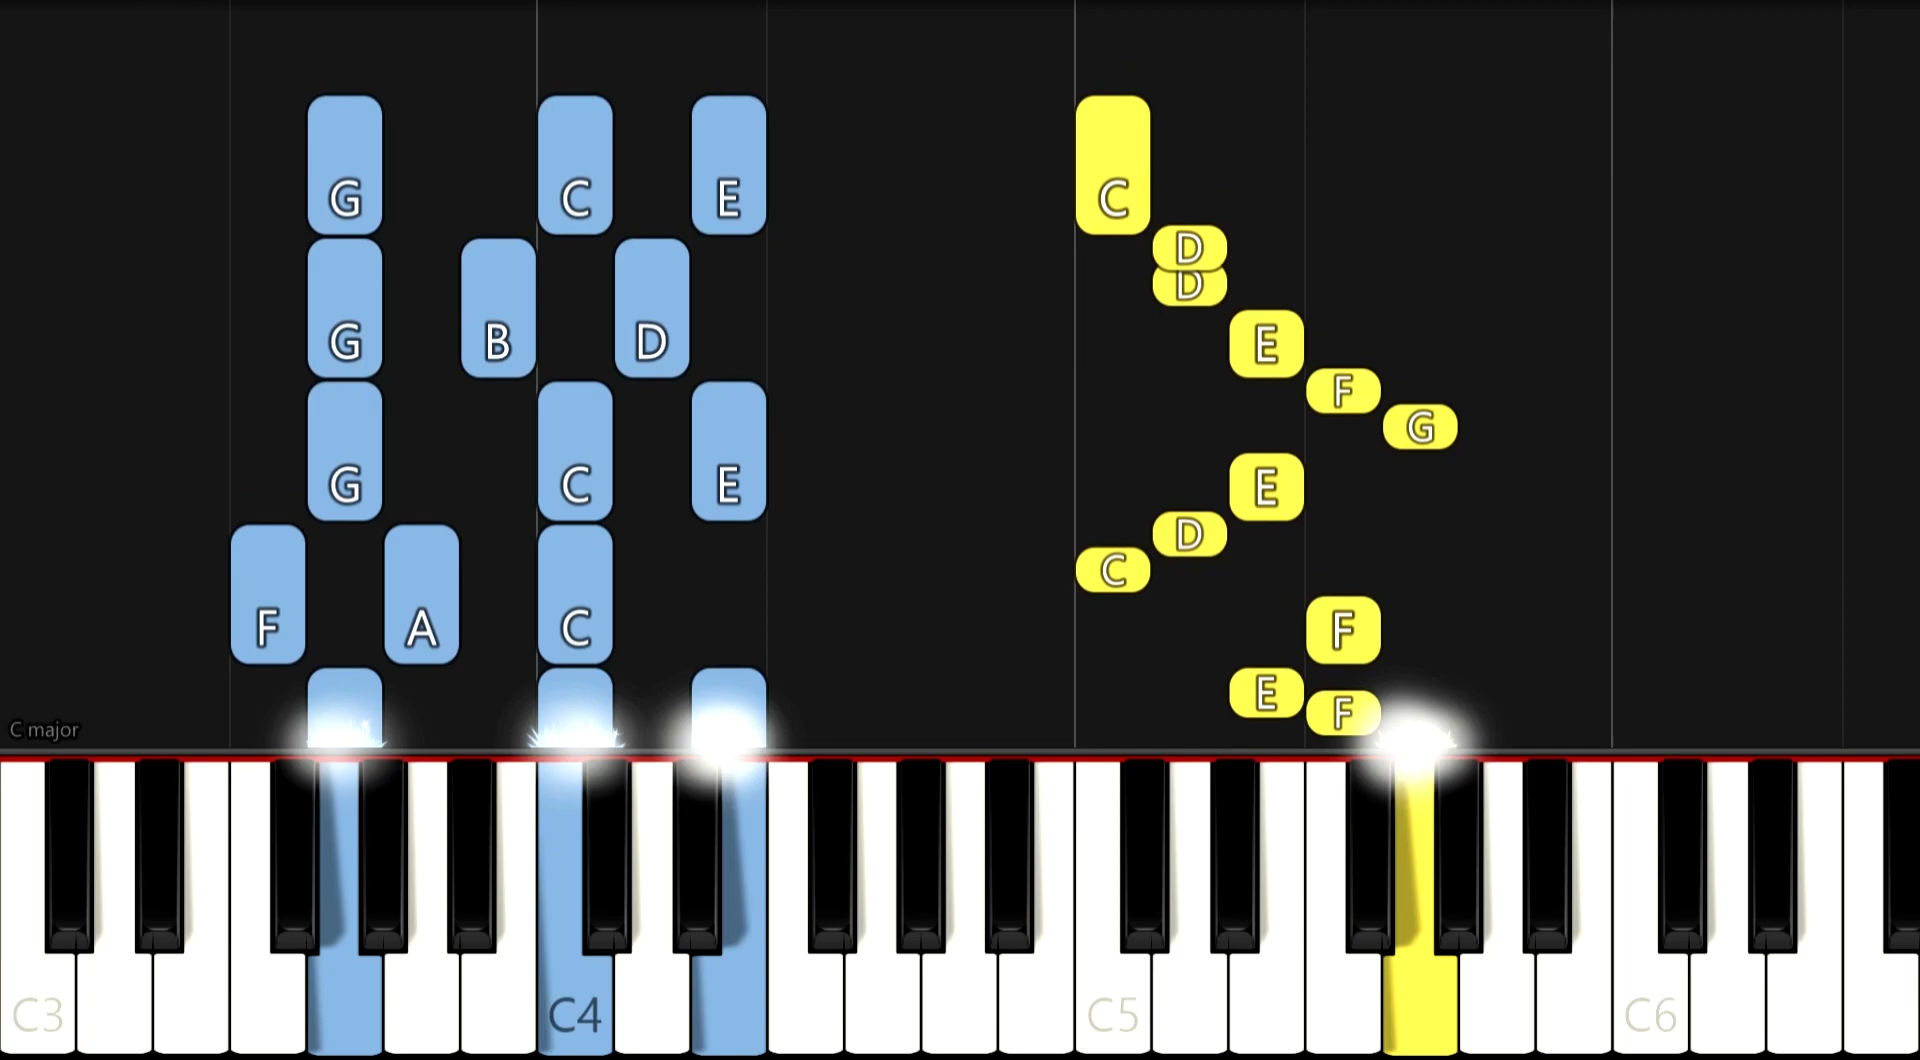 G C E C
D
G B D D
E
F
G
G C E E
D
C
F A C F
E
F
C major
C3 C4 C5 C6